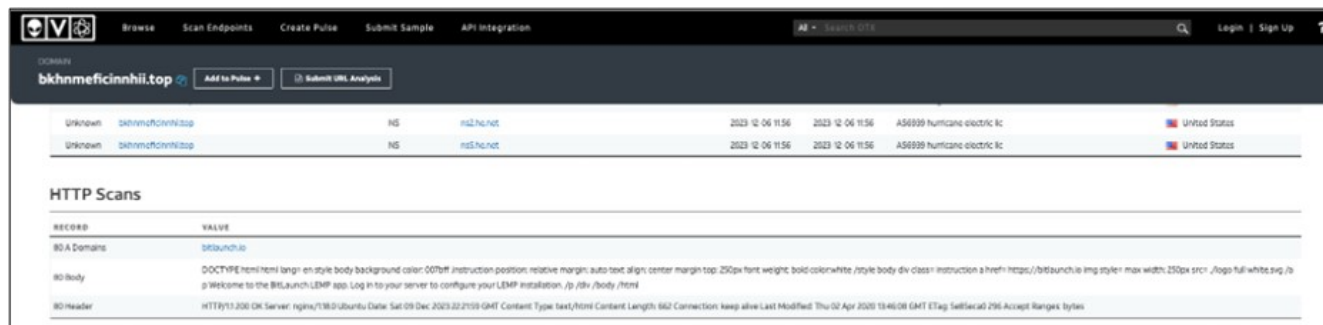 Browse Scan Endpoints Create Pulse Submit Sample API Integration All Search OTX Login | Sign Up ?
DOMAIN
bkhnmeficinnhii.top Add to Pulse + Submit URL Analysis
Unknown bkhnmeficinnhii.top NS ns2.he.net 2023-12-06 11:56 2023-12-06 11:56 AS6939 hurricane electric llc United States
Unknown bkhnmeficinnhii.top NS ns5.he.net 2023-12-06 11:56 2023-12-06 11:56 AS6939 hurricane electric llc United States
HTTP Scans
RECORD VALUE
80 A Domains bitlaunch.io
DOCTYPE html html lang= en style body background color: 007bff .instruction position: relative margin: auto text align: center margin top: 250px font weight: bold color:white /style body div class= instruction a href= https://bitlaunch.io img style= max width: 250px src= ./logo full white.svg /a
80 Body
p Welcome to the BitLaunch LEMP app. Log in to your server to configure your LEMP installation. /p /div /body /html
80 Header HTTP/1.1 200 OK Server: nginx/1.18.0 Ubuntu Date: Sat 09 Dec 2023 22:21:59 GMT Content Type: text/html Content Length: 662 Connection: keep alive Last Modified: Thu 02 Apr 2020 13:46:08 GMT ETag: Accept Ranges: bytes